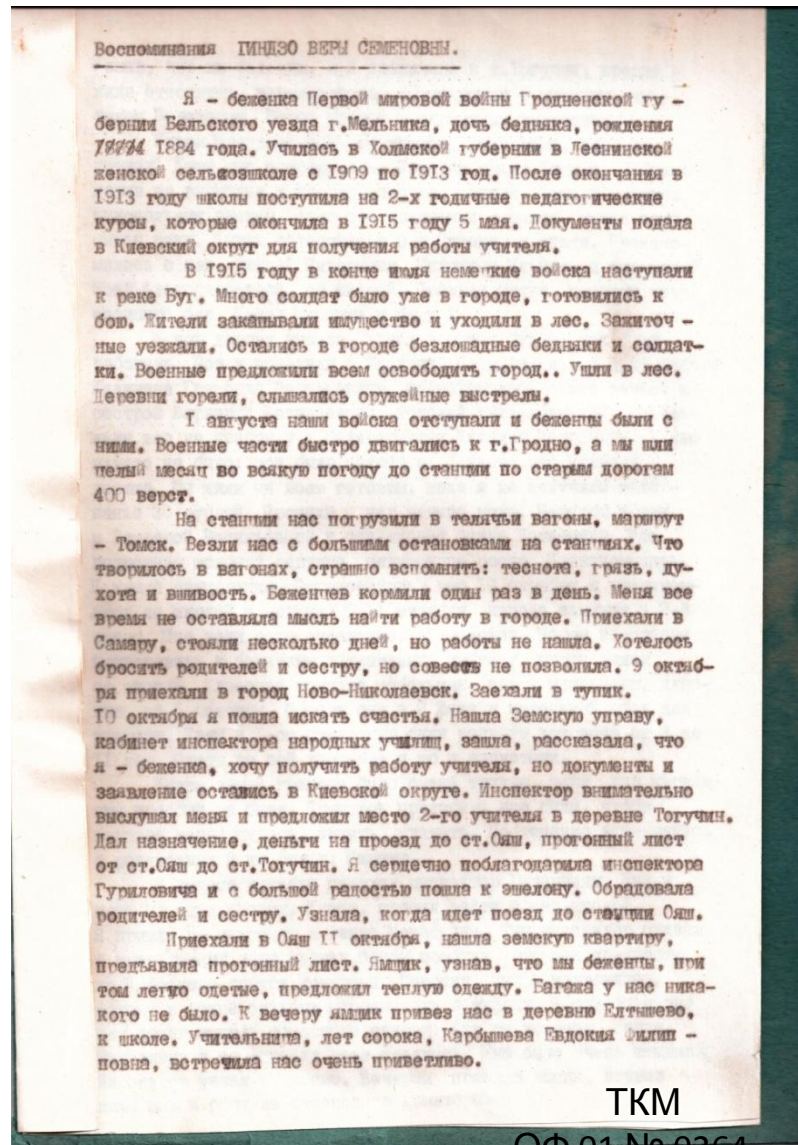 Воспоминания ГИНДЗО ВЕРЫ СЕМЕНОВНЫ.
Я – беженка Первой мировой войны Гродненской гу –
бернии Бельского уезда г.Мельника, дочь бедняка, рождения
1884 года. Училась в Холмской губернии в Леснинской
женской сельхозшколе с 1909 по 1913 год. После окончания в
1913 году школы поступила на 2-х годичные педагогические
курсы, которые окончила в 1915 году 5 мая. Документы подала
в Киевский округ для получения работы учителя.
В 1915 году в конце июля немецкие войска наступали
к реке Буг. Много солдат было уже в городе, готовились к
бою. Жители закапывали имущество и уходили в лес. Зажиточ –
ные уезжали. Остались в городе безлошадные бедняки и солдат-
ки. Военные предложили всем освободить город.. Ушли в лес.
Деревни горели, слышались оружейные выстрелы.
I августа наши войска отступали и беженцы были с
ними. Военные части быстро двигались к г.Гродно, а мы шли
целый месяц во всякую погоду до станции по старым дорогам
400 верст.
На станции нас погрузили в телячьи вагоны, маршрут
– Томск. Везли нас с большими остановками на станциях. Что
творилось в вагонах, страшно вспомнить: теснота, грязь, ду-
хота и вшивость. Беженцев кормили один раз в день. Меня все
время не оставляла мысль найти работу в городе. Приехали в
Самару, стояли несколько дней, но работы не нашла. Хотелось
бросить родителей и сестру, но совесть не позволила. 9 октяб-
ря приехали в город Ново-Николаевск. Заехали в тупик.
10 октября я пошла искать счастья. Нашла Земскую управу,
кабинет инспектора народных училищ, зашла, рассказала, что
я – беженка, хочу получить работу учителя, но документы и
заявление остались в Киевской округе. Инспектор внимательно
выслушал меня и предложил место 2-го учителя в деревне Тогучин.
Дал назначение, деньги на проезд до ст.Ояш, прогонный лист
от ст.Ояш до ст.Тогучин. Я сердечно поблагодарила инспектора
Гуриловича и с большой радостью пошла к эшелону. Обрадовала
родителей и сестру. Узнала, когда идет поезд до станции Ояш.
Приехали в Ояш II октября, нашла земскую квартиру,
предъявила прогонный лист. Ямщик, узнав, что мы беженцы, при
том легко одетые, предложил теплую одежду. Багажа у нас ника-
кого не было. К вечеру ямщик привез нас в деревню Елтышево,
к школе. Учительница, лет сорока, Карбышева Евдокия Филип –
повна, встречила нас очень приветливо.
ТКМ
ОФ 01 № 0264